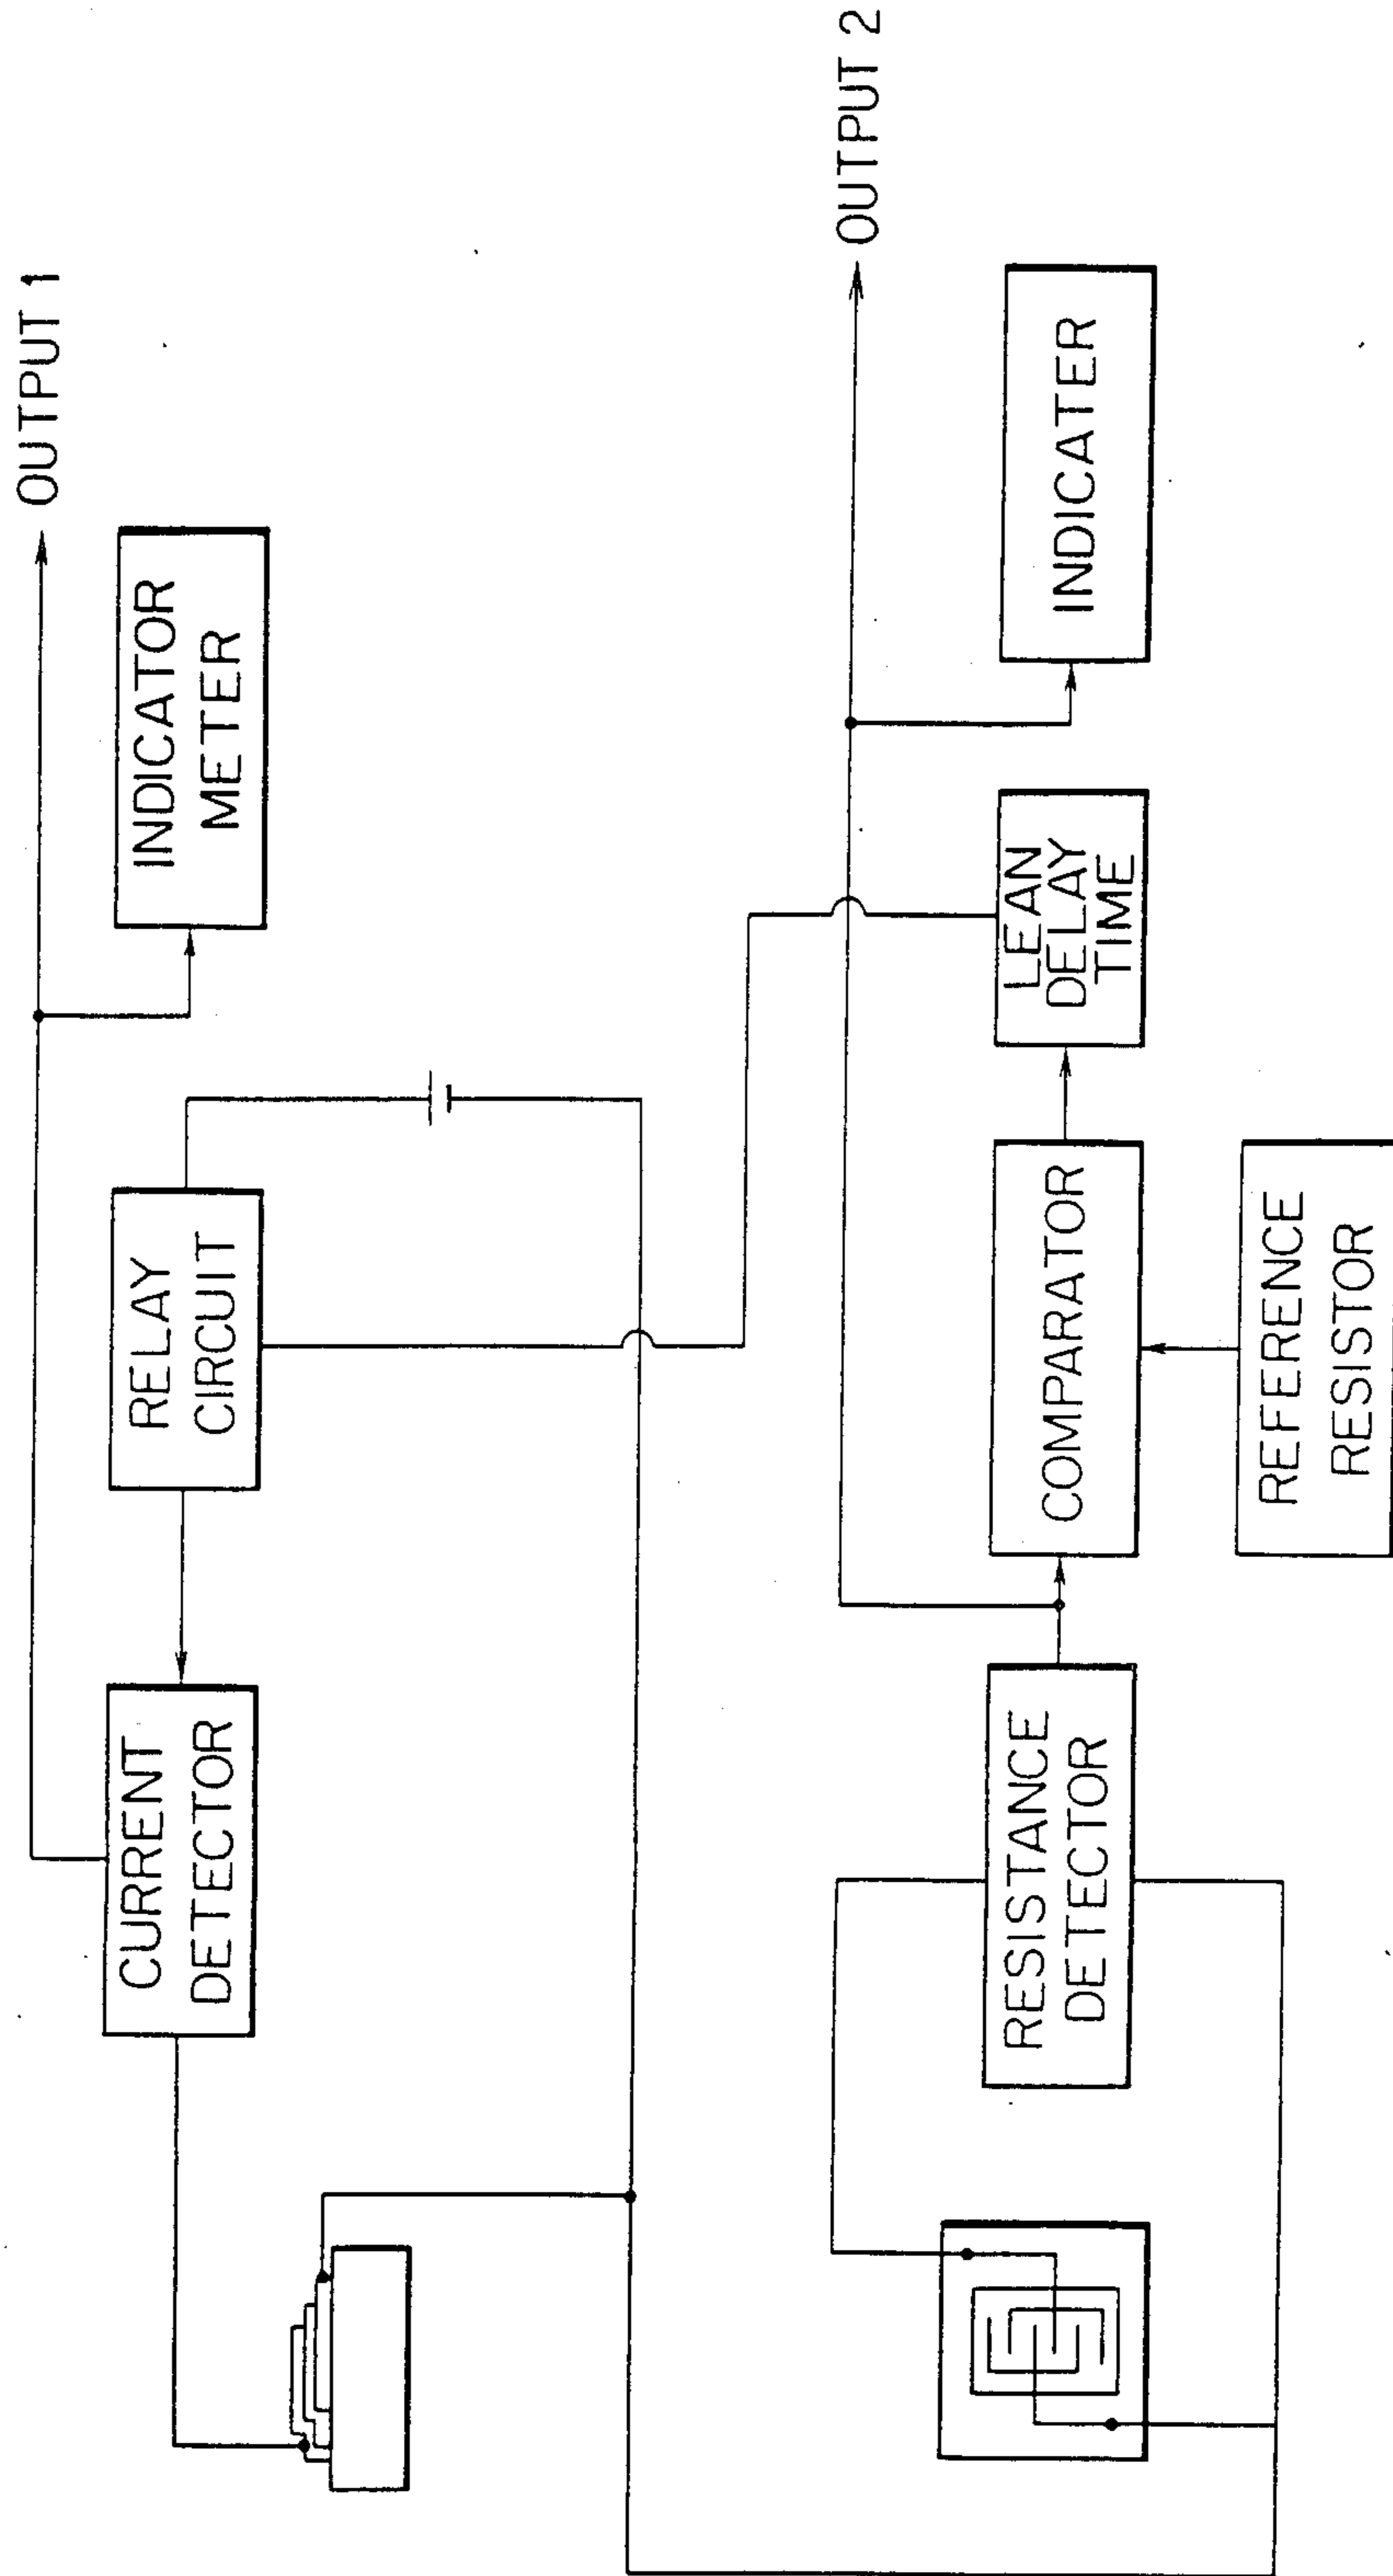 OUTPUT 1
INDICATOR
METER
RELAY
CIRCUIT
CURRENT
DETECTOR
OUTPUT 2
INDICATER
LEAN
DELAY
TIME
COMPARATOR
REFERENCE
RESISTOR
RESISTANCE
DETECTOR